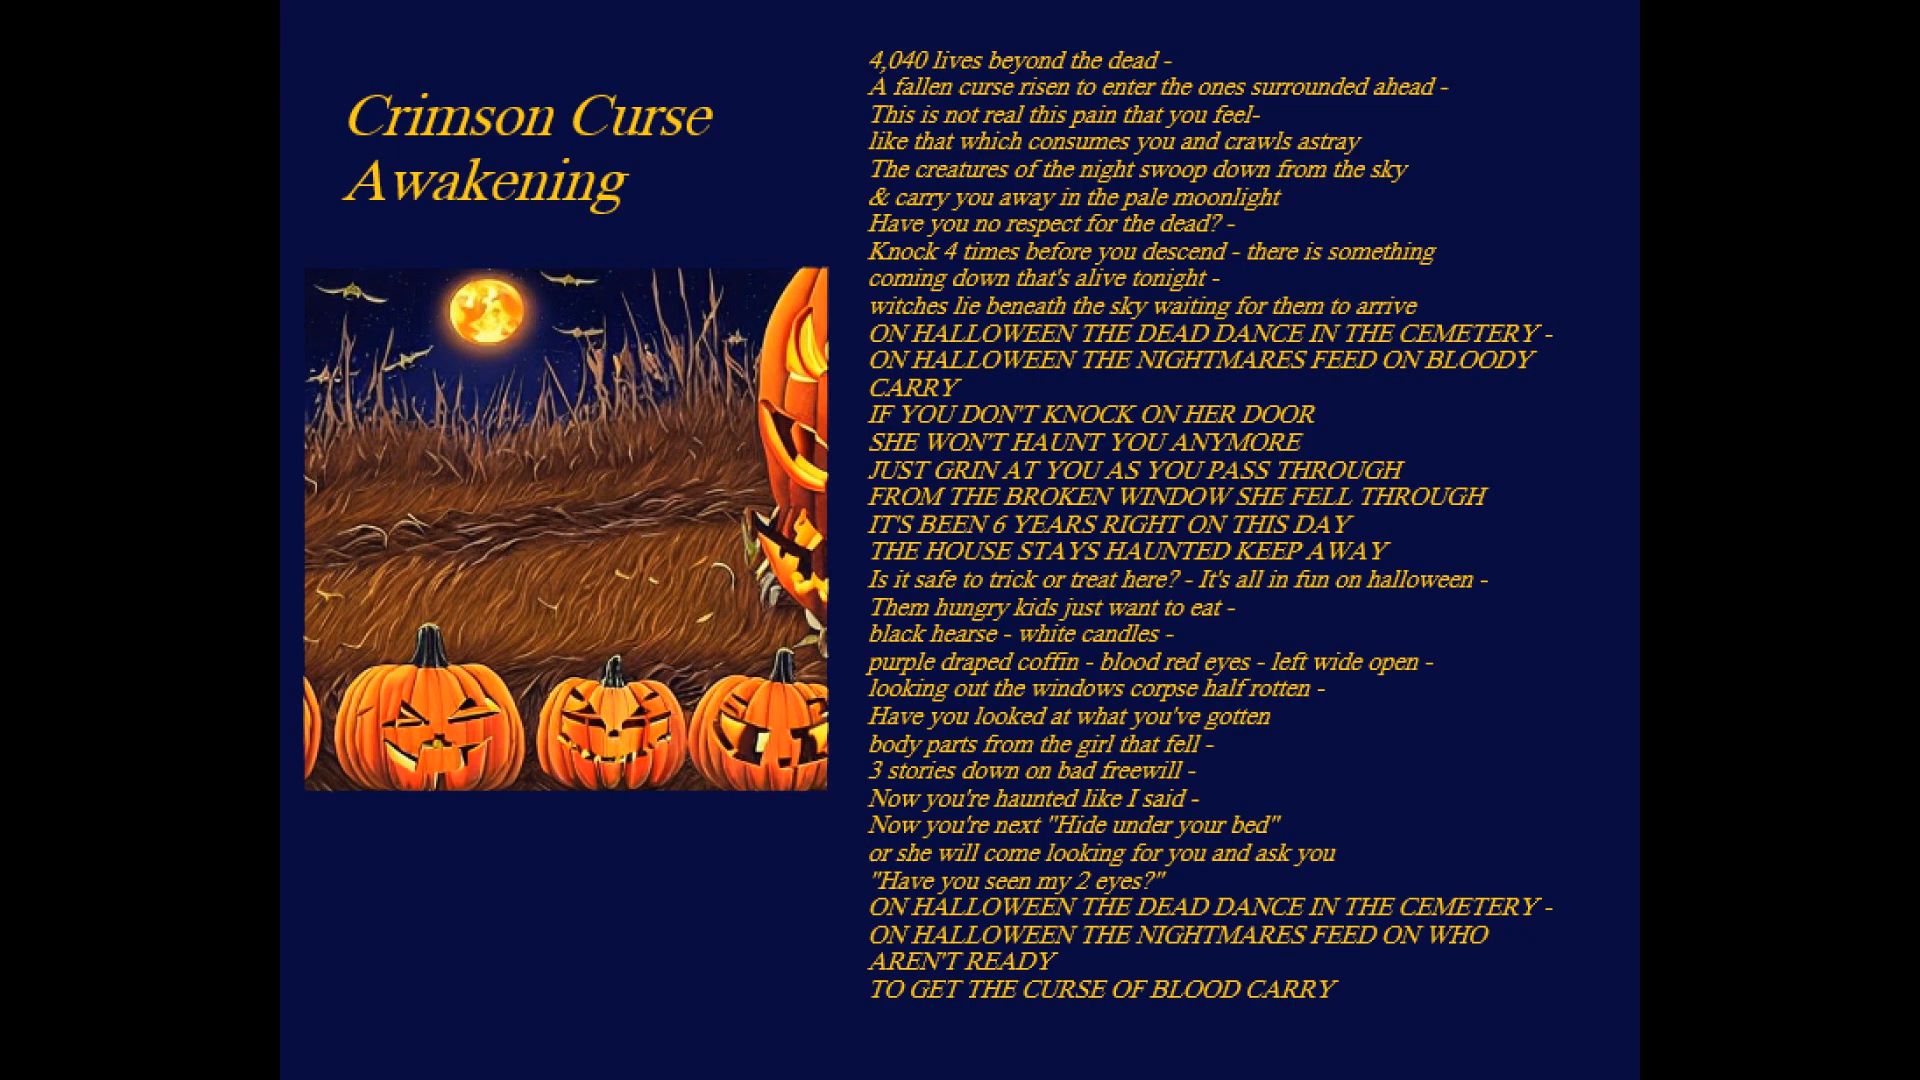 Crimson Curse
Awakening
4,040 lives beyond the dead -
A fallen curse risen to enter the ones surrounded ahead -
This is not real this pain that you feel-
like that which consumes you and crawls astray
The creatures of the night swoop down from the sky
& carry you away in the pale moonlight
Have you no respect for the dead? -
Knock 4 times before you descend - there is something
coming down that's alive tonight -
witches lie beneath the sky waiting for them to arrive
ON HALLOWEEN THE DEAD DANCE IN THE CEMETERY -
ON HALLOWEEN THE NIGHTMARES FEED ON BLOODY
CARRY
IF YOU DON'T KNOCK ON HER DOOR
SHE WON'T HAUNT YOU ANYMORE
JUST GRIN AT YOU AS YOU PASS THROUGH
FROM THE BROKEN WINDOW SHE FELL THROUGH
IT'S BEEN 6 YEARS RIGHT ON THIS DAY
THE HOUSE STAYS HAUNTED KEEP AWAY
Is it safe to trick or treat here? - It's all in fun on halloween -
Them hungry kids just want to eat -
black hearse - white candles -
purple draped coffin - blood red eyes - left wide open -
looking out the windows corpse half rotten -
Have you looked at what you've gotten
body parts from the girl that fell -
3 stories down on bad freewill -
Now you're haunted like I said -
Now you're next "Hide under your bed"
or she will come looking for you and ask you
"Have you seen my 2 eyes?"
ON HALLOWEEN THE DEAD DANCE IN THE CEMETERY -
ON HALLOWEEN THE NIGHTMARES FEED ON WHO
AREN'T READY
TO GET THE CURSE OF BLOOD CARRY